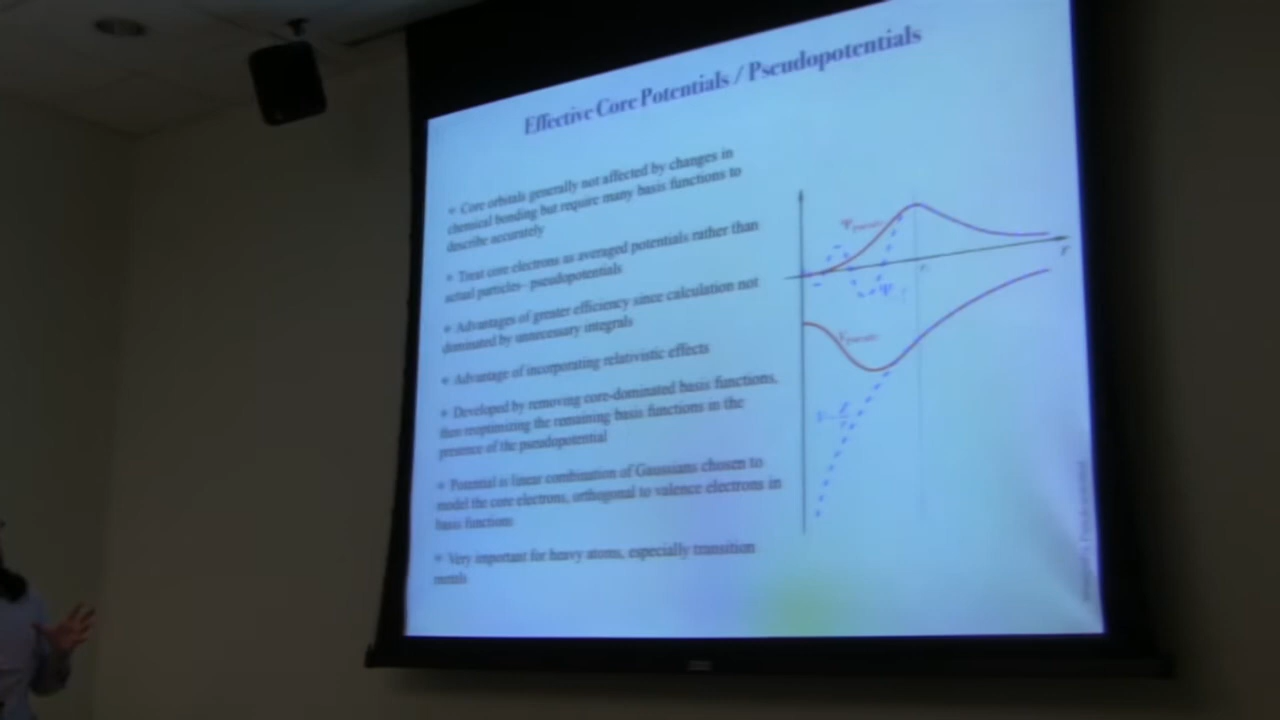 Effective Core Potentials / Pseudopotentials
Core orbitals generally not affected by changes in
chemical bonding but require many basis functions to
describe accurately
Treat core electrons as averaged potentials rather than
actual particles- pseudopotentials
Advantages of greater efficiency since calculation not
dominated by unnecessary integrals
Advantage of incorporating relativistic effects
Developed by removing core-dominated basis functions,
then reoptimizing the remaining basis functions in the
presence of the pseudopotential
Potential is linear combination of Gaussians chosen to
model the core electrons, orthogonal to valence electrons in
basis functions
Very important for heavy atoms, especially transition
metals
Ψpseudo
r
Vpseudo